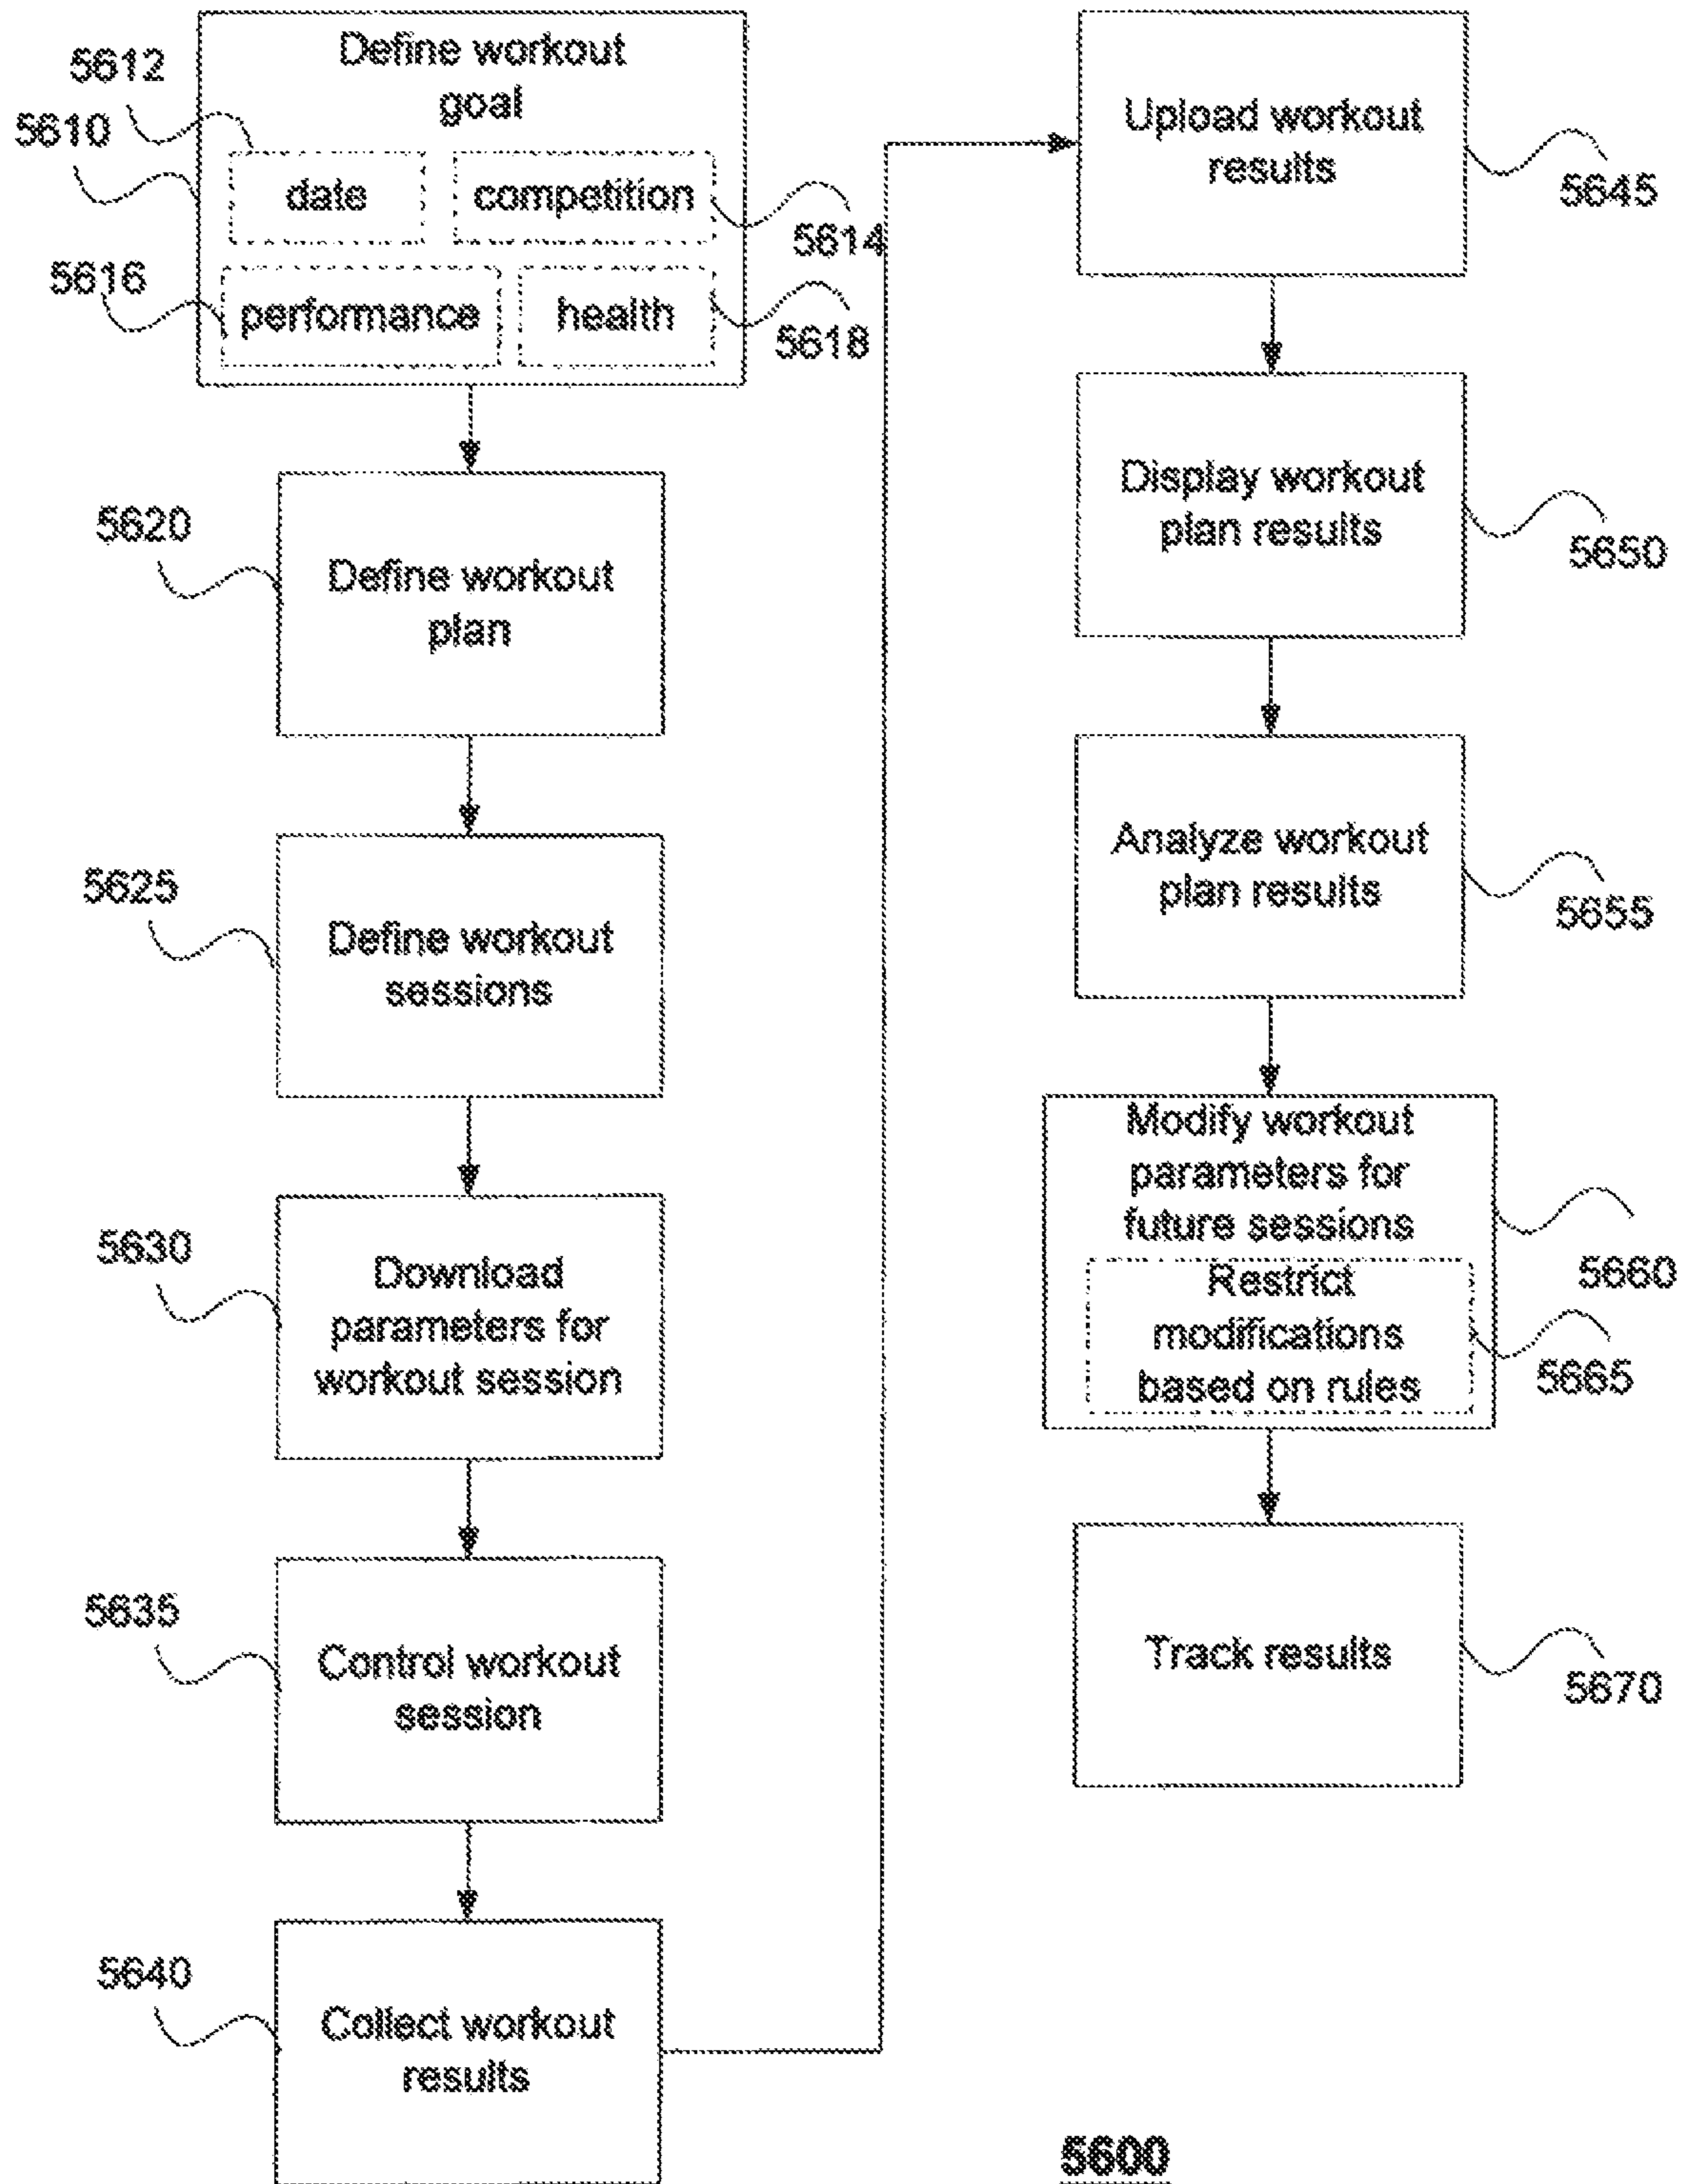 Define workout
goal
5612
5610
date
competition
5614
5616
performance
health
5618
5620
Define workout
plan
5625
Define workout
sessions
5630
Download
parameters for
workout session
5635
Control workout
session
5640
Collect workout
results
Upload workout
results
5645
Display workout
plan results
5650
Analyze workout
plan results
5655
Modify workout
parameters for
future sessions
5660
Restrict
modifications
based on rules
5665
Track results
5670
5600